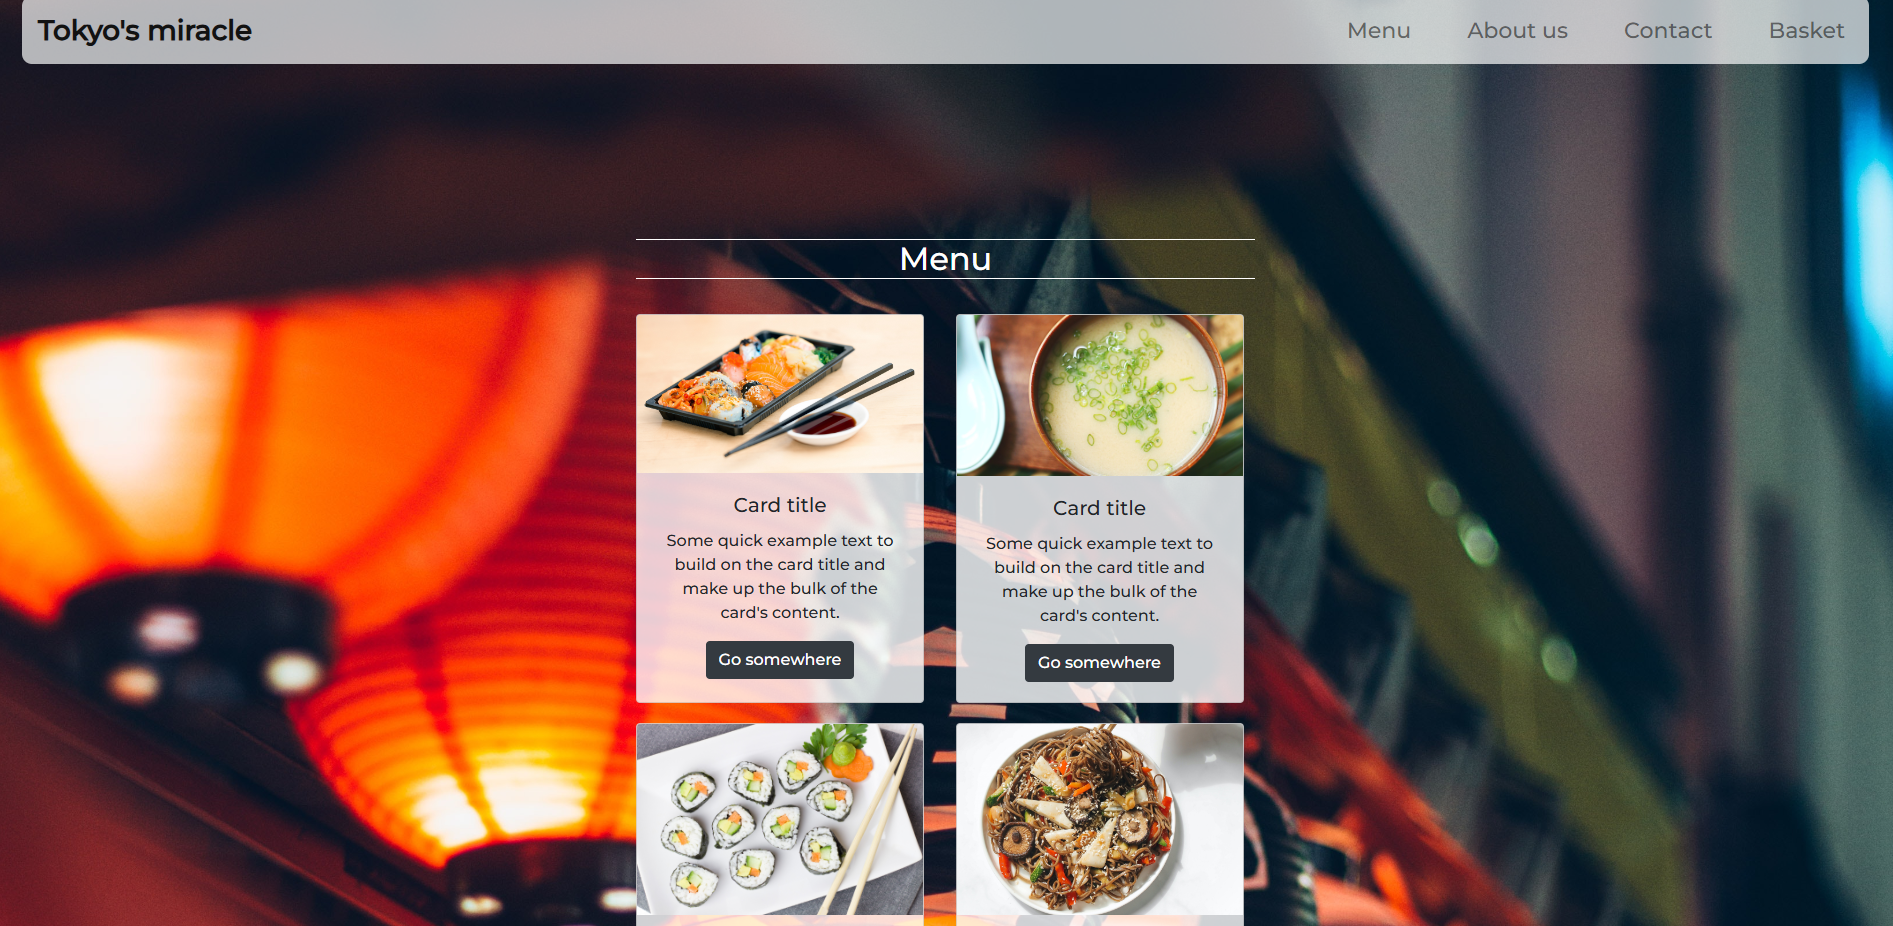 Tokyo's miracle
Menu
About us
Contact
Basket
Menu
Card title
Some quick example text to
build on the card title and
make up the bulk of the
card's content.
Go somewhere
Card title
Some quick example text to
build on the card title and
make up the bulk of the
card's content.
Go somewhere